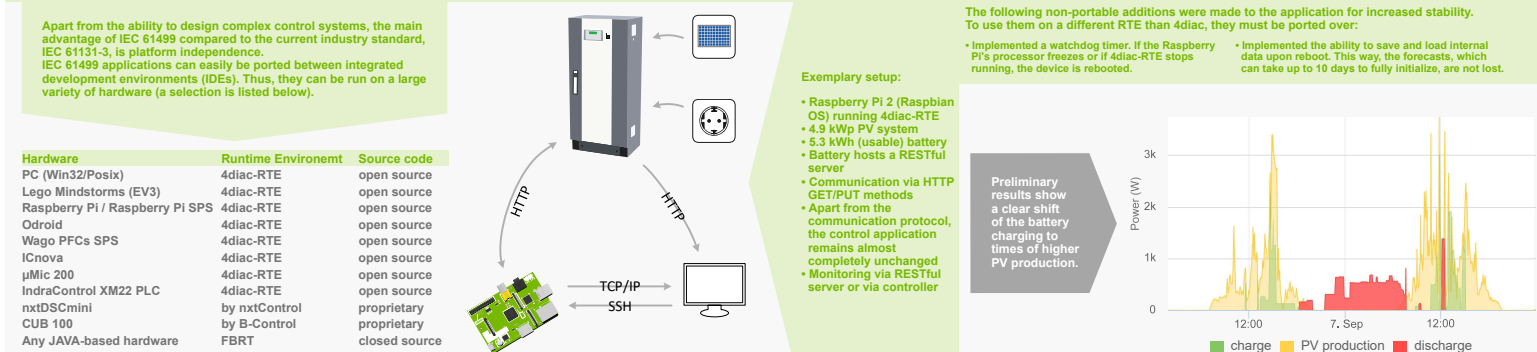 Apart from the ability to design complex control systems, the main
advantage of IEC 61499 compared to the current industry standard,
IEC 61131-3, is platform independence.
IEC 61499 applications can easily be ported between integrated
development environments (IDEs). Thus, they can be run on a large
variety of hardware (a selection is listed below).
Hardware Runtime Environemt Source code
PC (Win32/Posix) 4diac-RTE open source
Lego Mindstorms (EV3) 4diac-RTE open source
Raspberry Pi / Raspberry Pi SPS 4diac-RTE open source
Odroid 4diac-RTE open source
Wago PFCs SPS 4diac-RTE open source
ICnova 4diac-RTE open source
µMic 200 4diac-RTE open source
IndraControl XM22 PLC 4diac-RTE open source
nxtDSCmini by nxtControl proprietary
CUB 100 by B-Control proprietary
Any JAVA-based hardware FBRT closed source
HTTP
HTTP
TCP/IP
SSH
Exemplary setup:
• Raspberry Pi 2 (Raspbian
OS) running 4diac-RTE
• 4.9 kWp PV system
• 5.3 kWh (usable) battery
• Battery hosts a RESTful
server
• Communication via HTTP
GET/PUT methods
• Apart from the
communication protocol,
the control application
remains almost
completely unchanged
• Monitoring via RESTful
server or via controller
The following non-portable additions were made to the application for increased stability.
To use them on a different RTE than 4diac, they must be ported over:
• Implemented a watchdog timer. If the Raspberry
Pi's processor freezes or if 4diac-RTE stops
running, the device is rebooted.
• Implemented the ability to save and load internal
data upon reboot. This way, the forecasts, which
can take up to 10 days to fully initialize, are not lost.
Preliminary
results show
a clear shift
of the battery
charging to
times of higher
PV production.
Power (W)
3k
2k
1k
0
12:00 7. Sep 12:00
charge PV production discharge